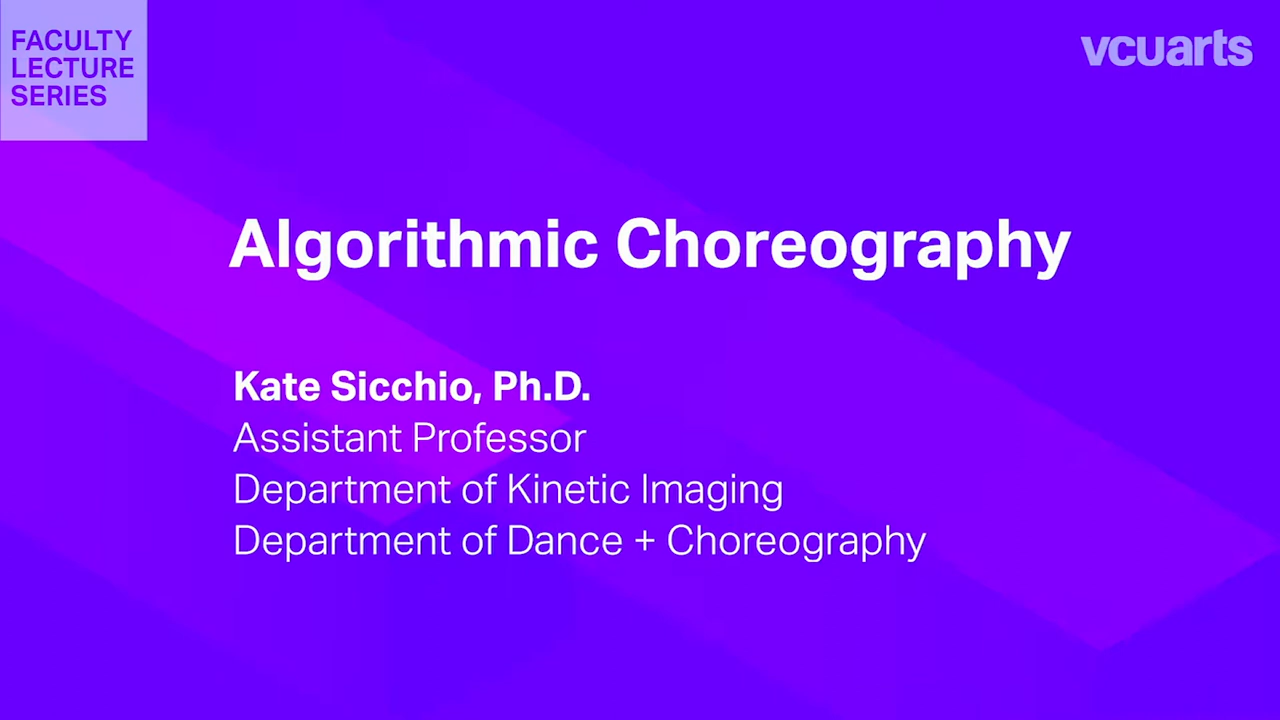 FACULTY
LECTURE
SERIES
vcuarts
Algorithmic Choreography
Kate Sicchio, Ph.D.
Assistant Professor
Department of Kinetic Imaging
Department of Dance + Choreography